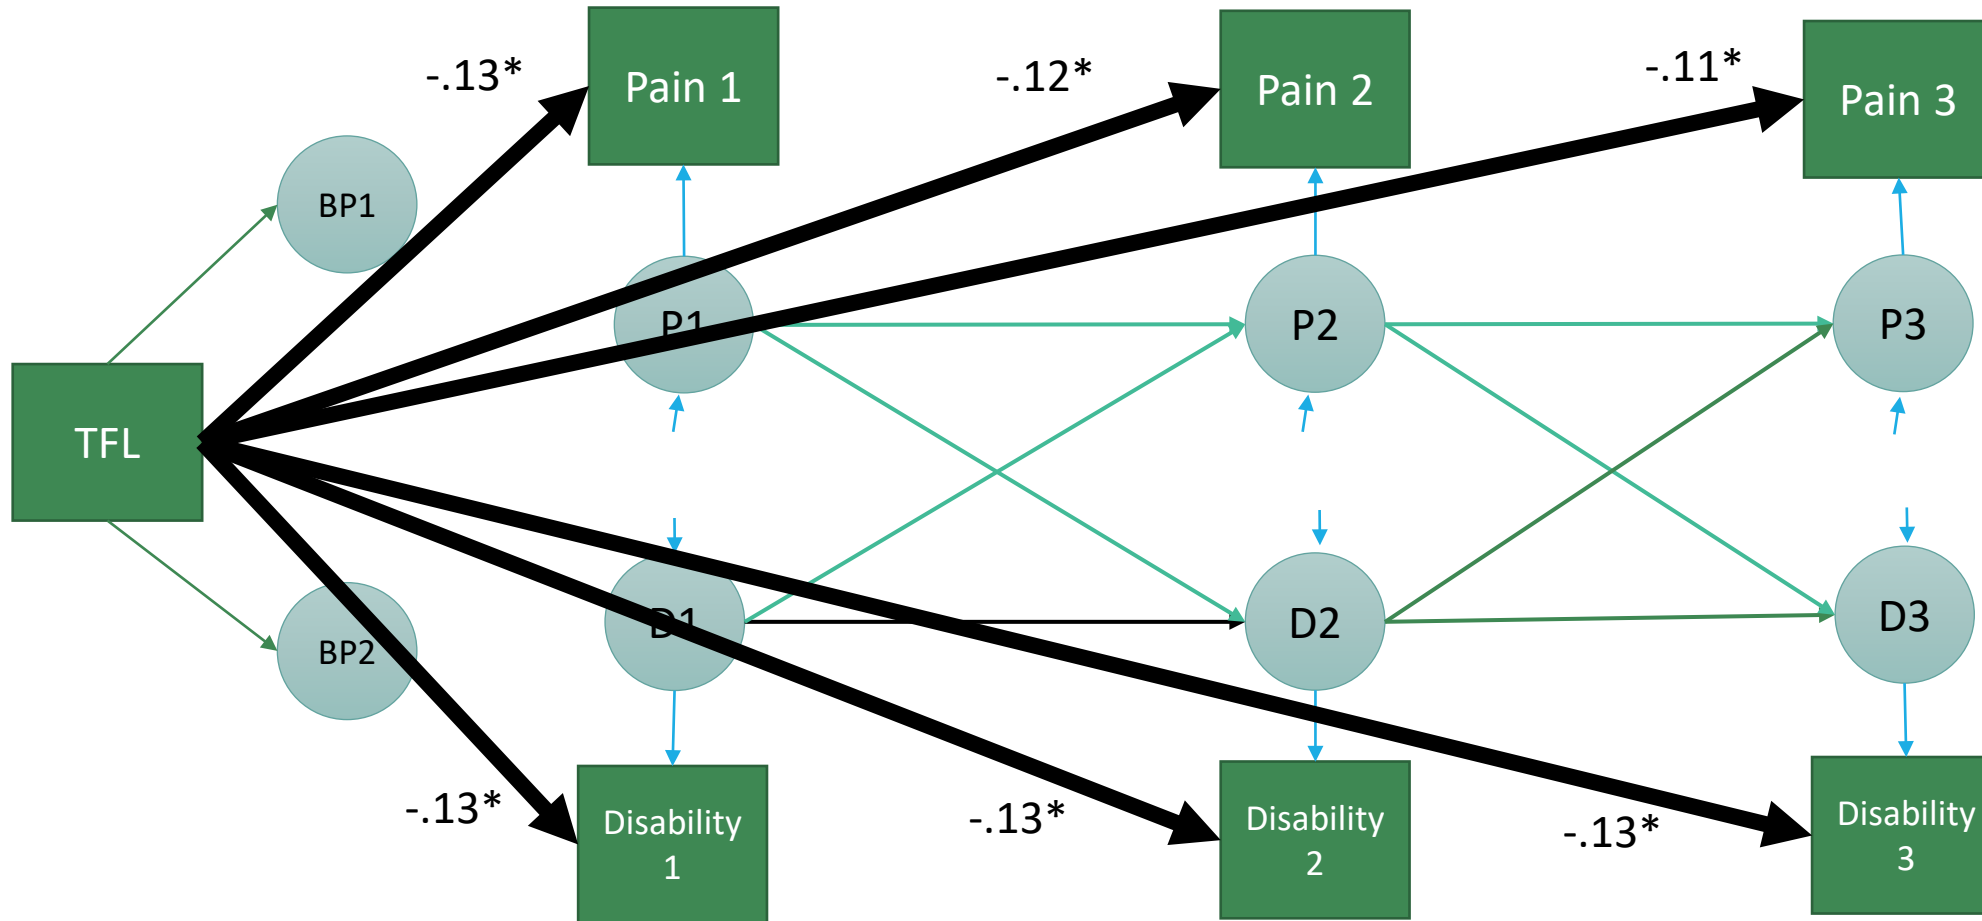 -.13*
Pain 1
-.12*
Pain 2
-.11*
Pain 3
BP1
P1
P2
P3
TFL
BP2
D1
D2
D3
-.13*
Disability
1
-.13*
Disability
2
-.13*
Disability
3